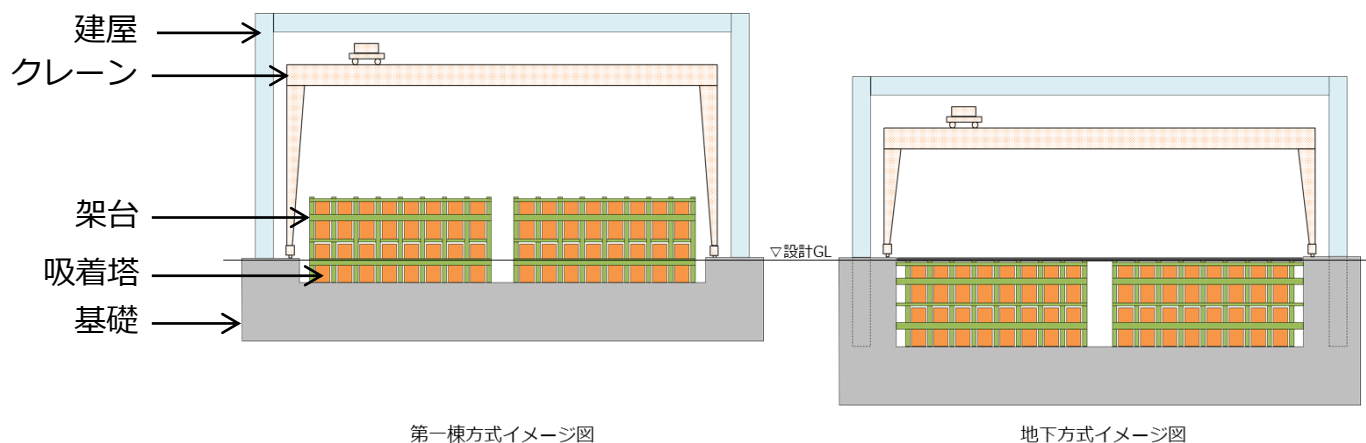 建屋
クレーン
架台
吸着塔
基礎
▽設計GL
第一棟方式イメージ図
地下方式イメージ図